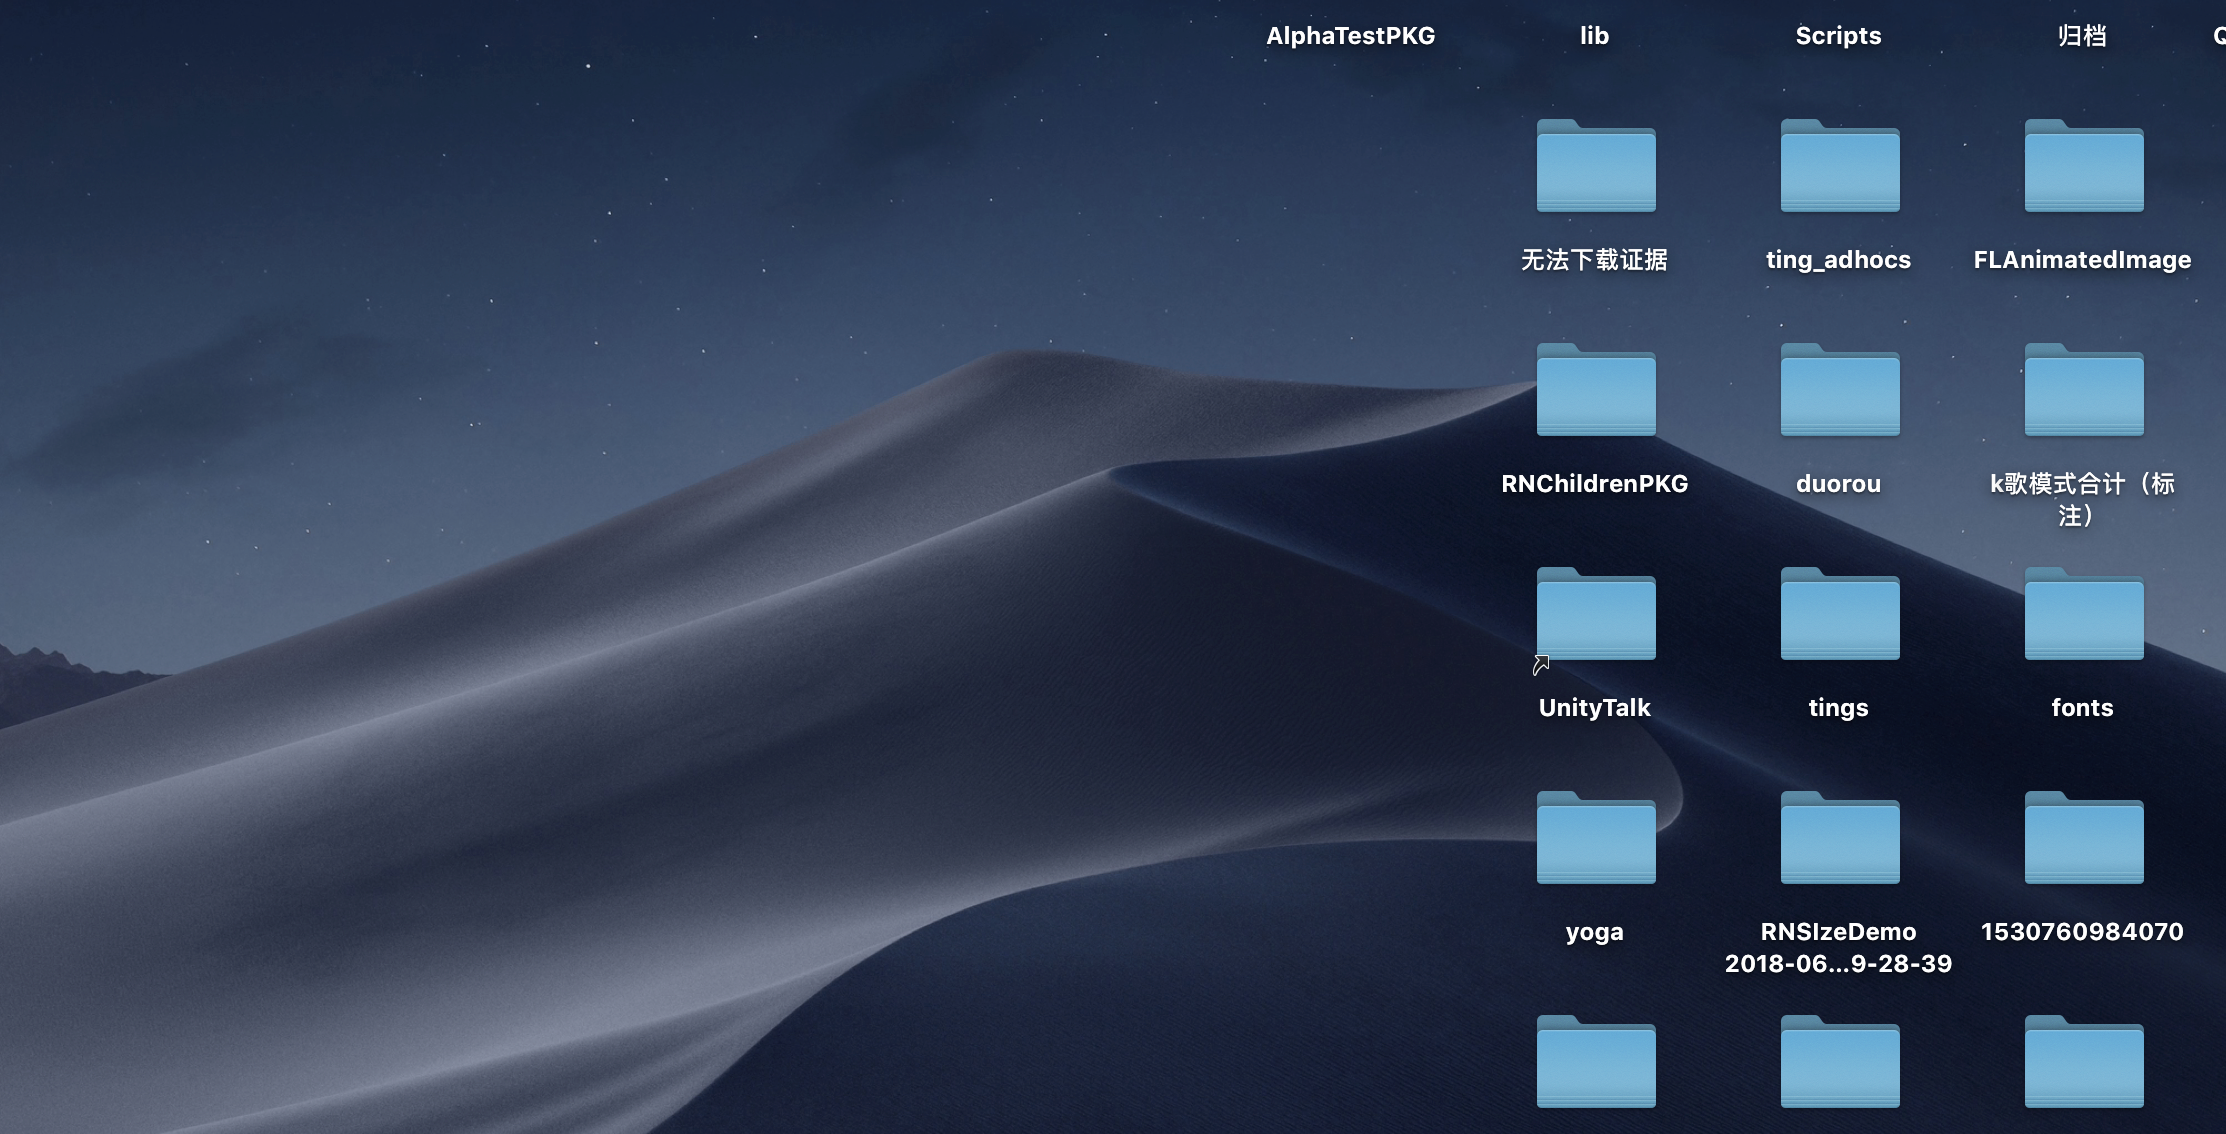 AlphaTestPKG
lib
Scripts
归档
无法下载证据
ting_adhocs
FLAnimatedImage
RNChildrenPKG
duorou
k歌模式合计（标
注）
UnityTalk
tings
fonts
yoga
RNSIzeDemo
2018-06...9-28-39
1530760984070